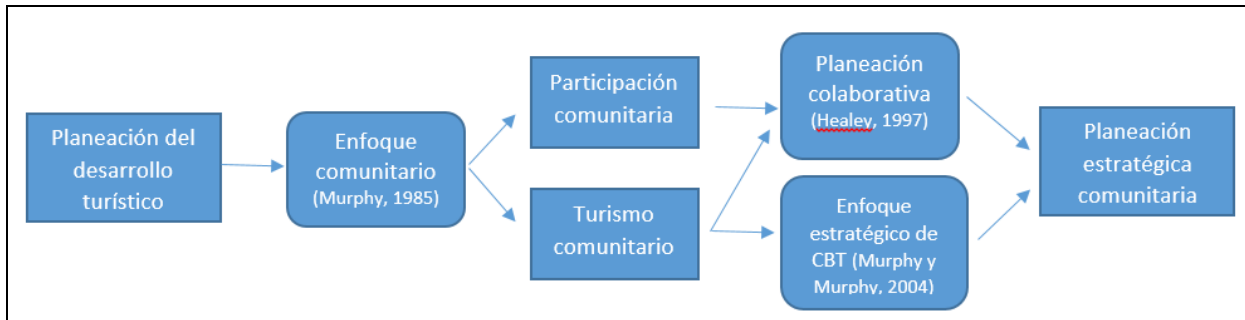 Planeación del
desarrollo
turístico
Enfoque
comunitario
(Murphy, 1985)
Participación
comunitaria
Turismo
comunitario
Planeación
colaborativa
(Healey, 1997)
Enfoque
estratégico de
CBT (Murphy y
Murphy, 2004)
Planeación
estratégica
comunitaria